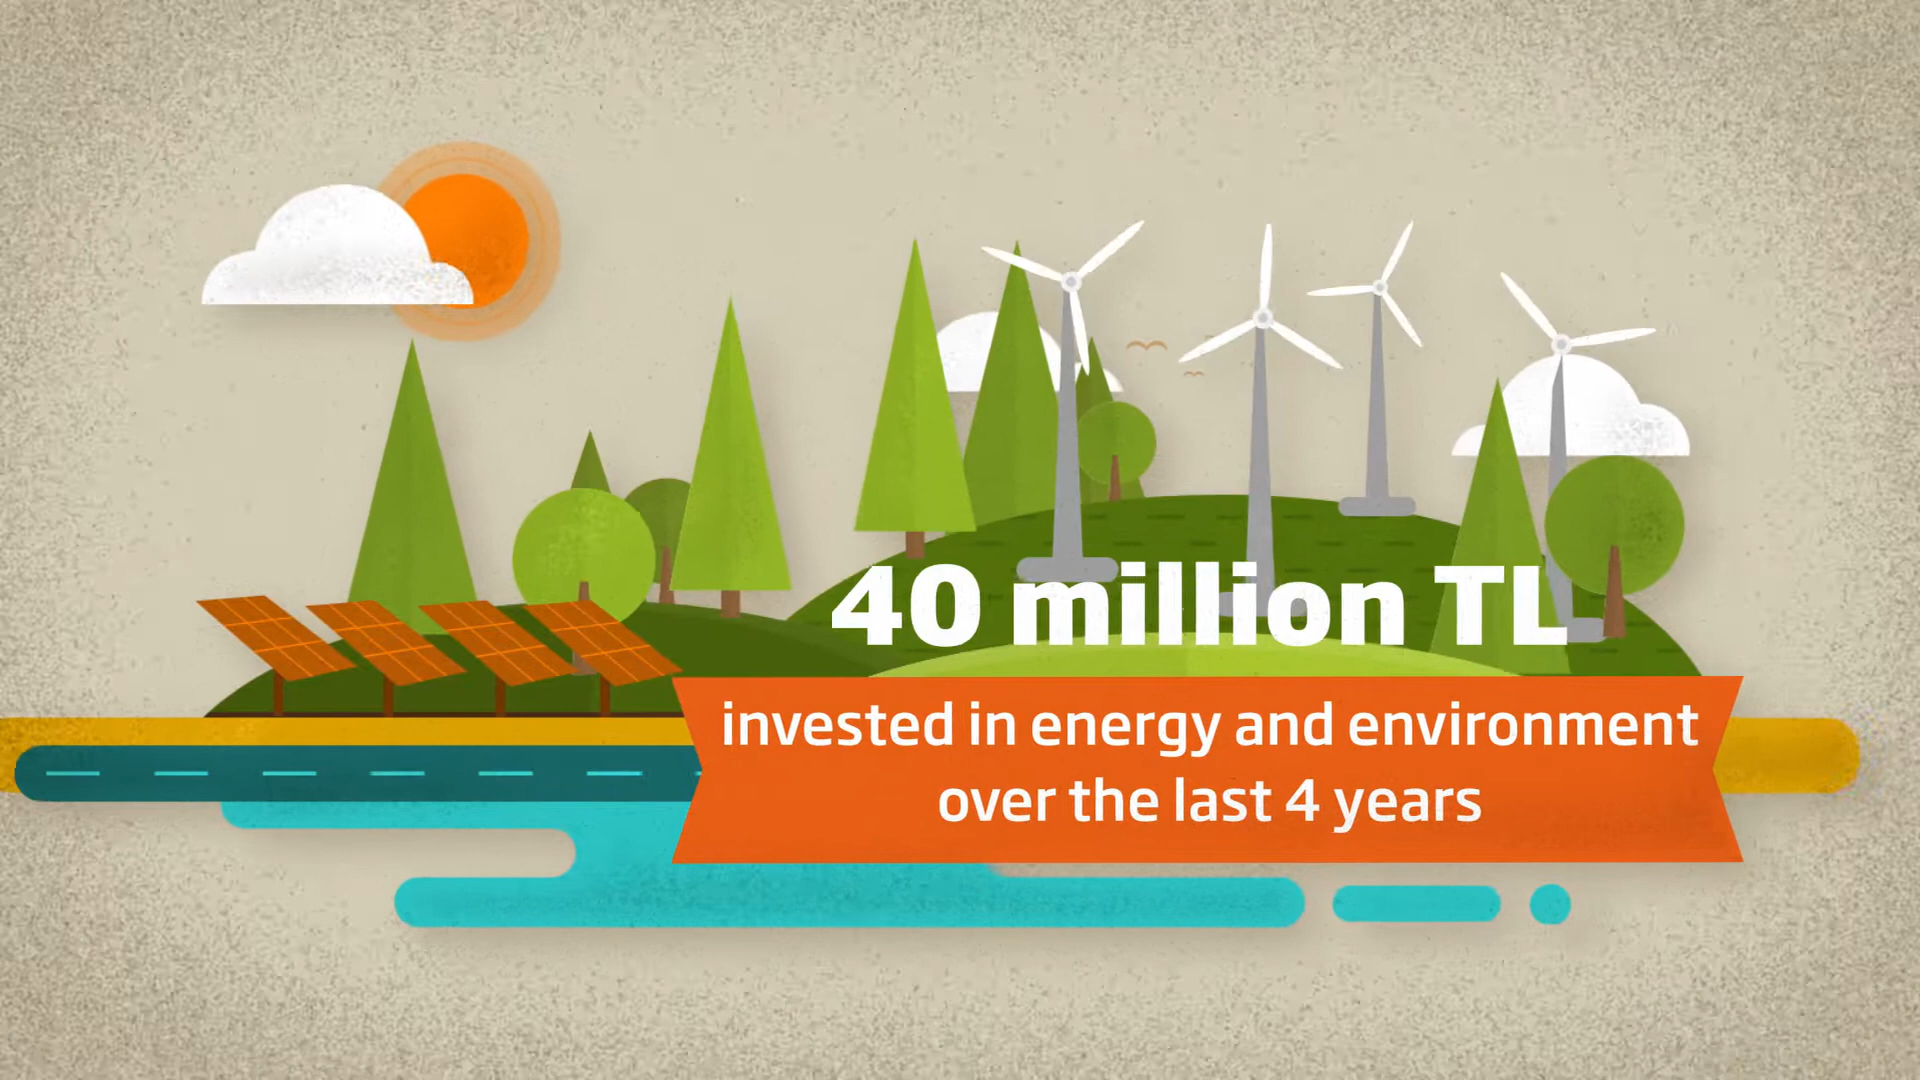 40 million TL
invested in energy and environment
over the last 4 years